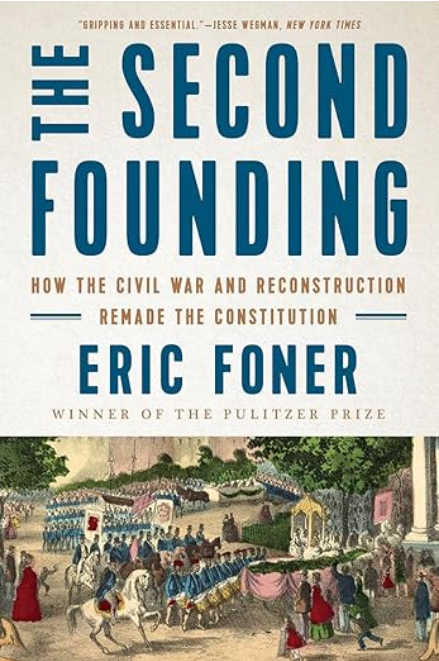 "GRIPPING AND ESSENTIAL."—JESSE WEGMAN, NEW YORK TIMES
THE SECOND
FOUNDING
HOW THE CIVIL WAR AND RECONSTRUCTION
REMADE THE CONSTITUTION
ERIC FONER
WINNER OF THE PULITZER PRIZE